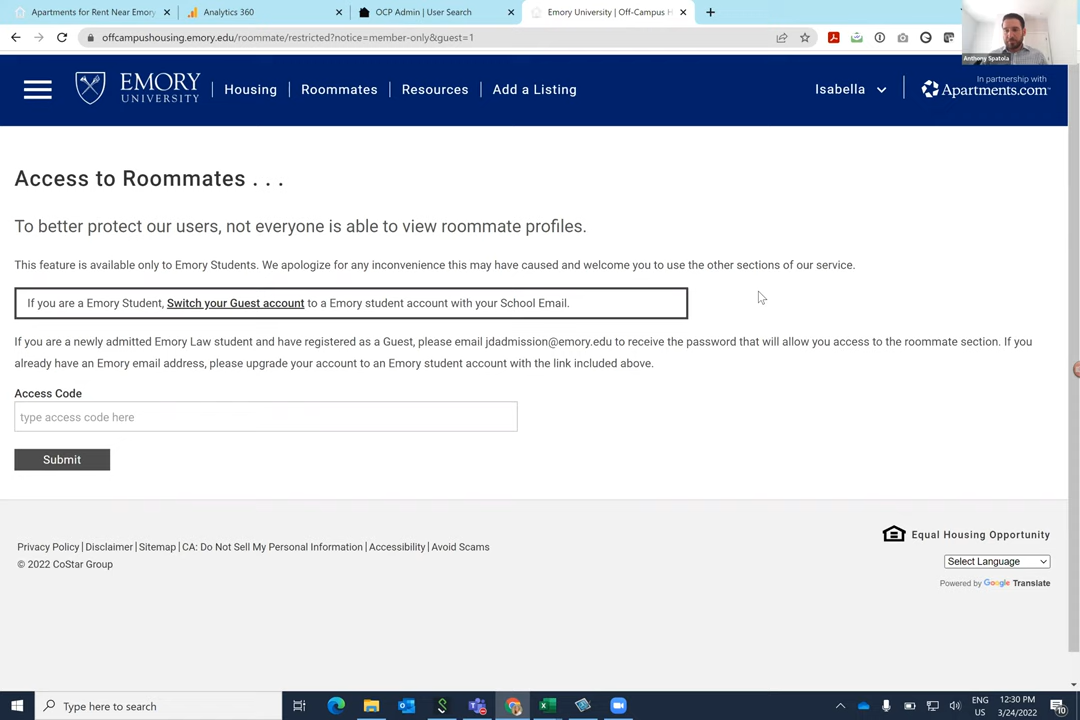 Apartments for Rent Near Emory
Analytics 360
OCP Admin | User Search
Emory University | Off-Campus H
offcampushousing.emory.edu/roommate/restricted?notice=member-only&guest=1
Anthony Spatola
EMORY
UNIVERSITY
Housing
Roommates
Resources
Add a Listing
Isabella
In partnership with
Apartments.com
Access to Roommates . . .
To better protect our users, not everyone is able to view roommate profiles.
This feature is available only to Emory Students. We apologize for any inconvenience this may have caused and welcome you to use the other sections of our service.
If you are a Emory Student, Switch your Guest account to a Emory student account with your School Email.
If you are a newly admitted Emory Law student and have registered as a Guest, please email jdadmission@emory.edu to receive the password that will allow you access to the roommate section. If you
already have an Emory email address, please upgrade your account to an Emory student account with the link included above.
Access Code
type access code here
Submit
Equal Housing Opportunity
Privacy Policy | Disclaimer | Sitemap | CA: Do Not Sell My Personal Information | Accessibility | Avoid Scams
© 2022 CoStar Group
Select Language
Powered by Google Translate
Type here to search
ENG
US
12:30 PM
3/24/2022
10